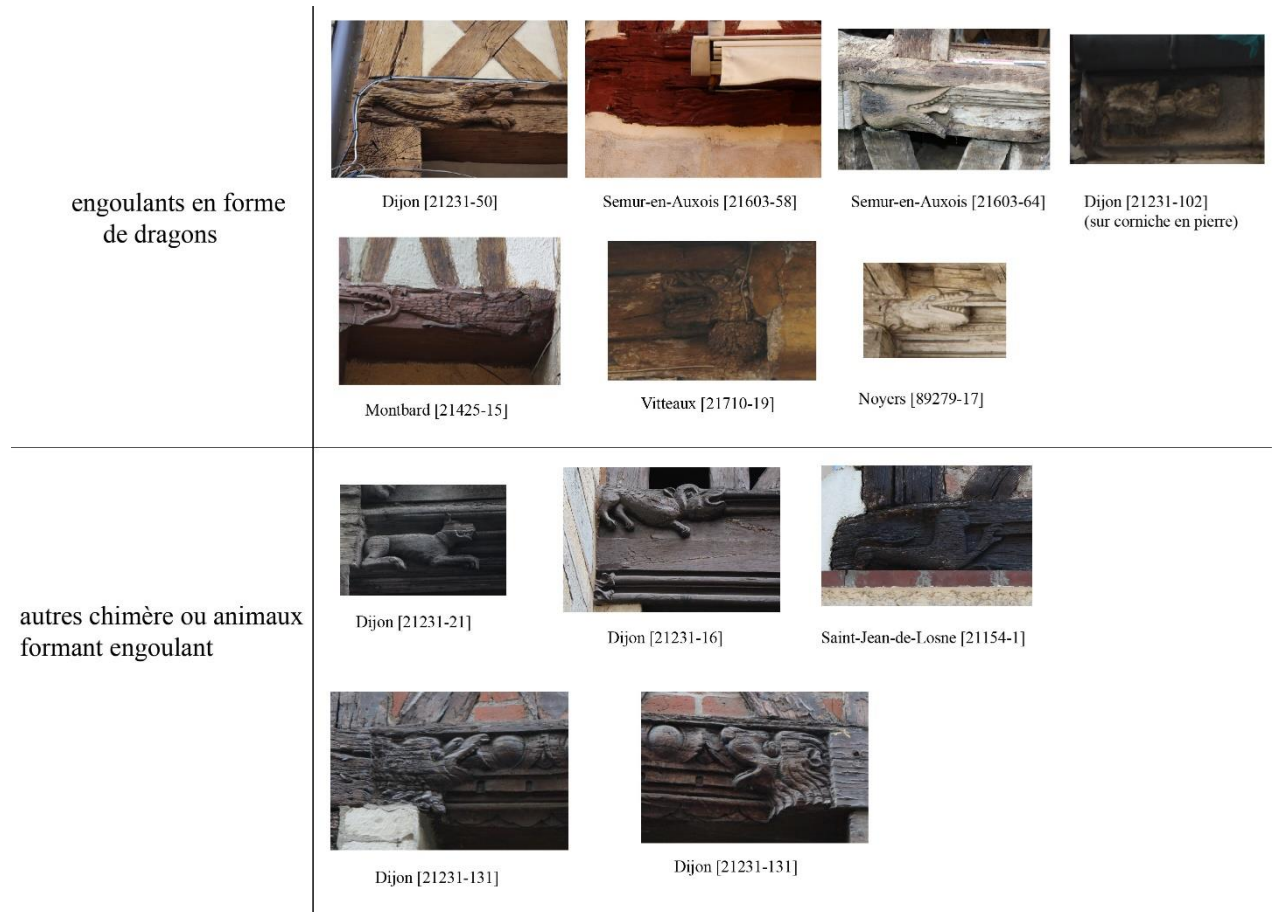 engoulants en forme
de dragons
Dijon [21231-50]
Semur-en-Auxois [21603-58]
Semur-en-Auxois [21603-64]
Dijon [21231-102]
(sur corniche en pierre)
Montbard [21425-15]
Vitteaux [21710-19]
Noyers [89279-17]
autres chimère ou animaux
formant engoulant
Dijon [21231-21]
Dijon [21231-16]
Saint-Jean-de-Losne [21154-1]
Dijon [21231-131]
Dijon [21231-131]